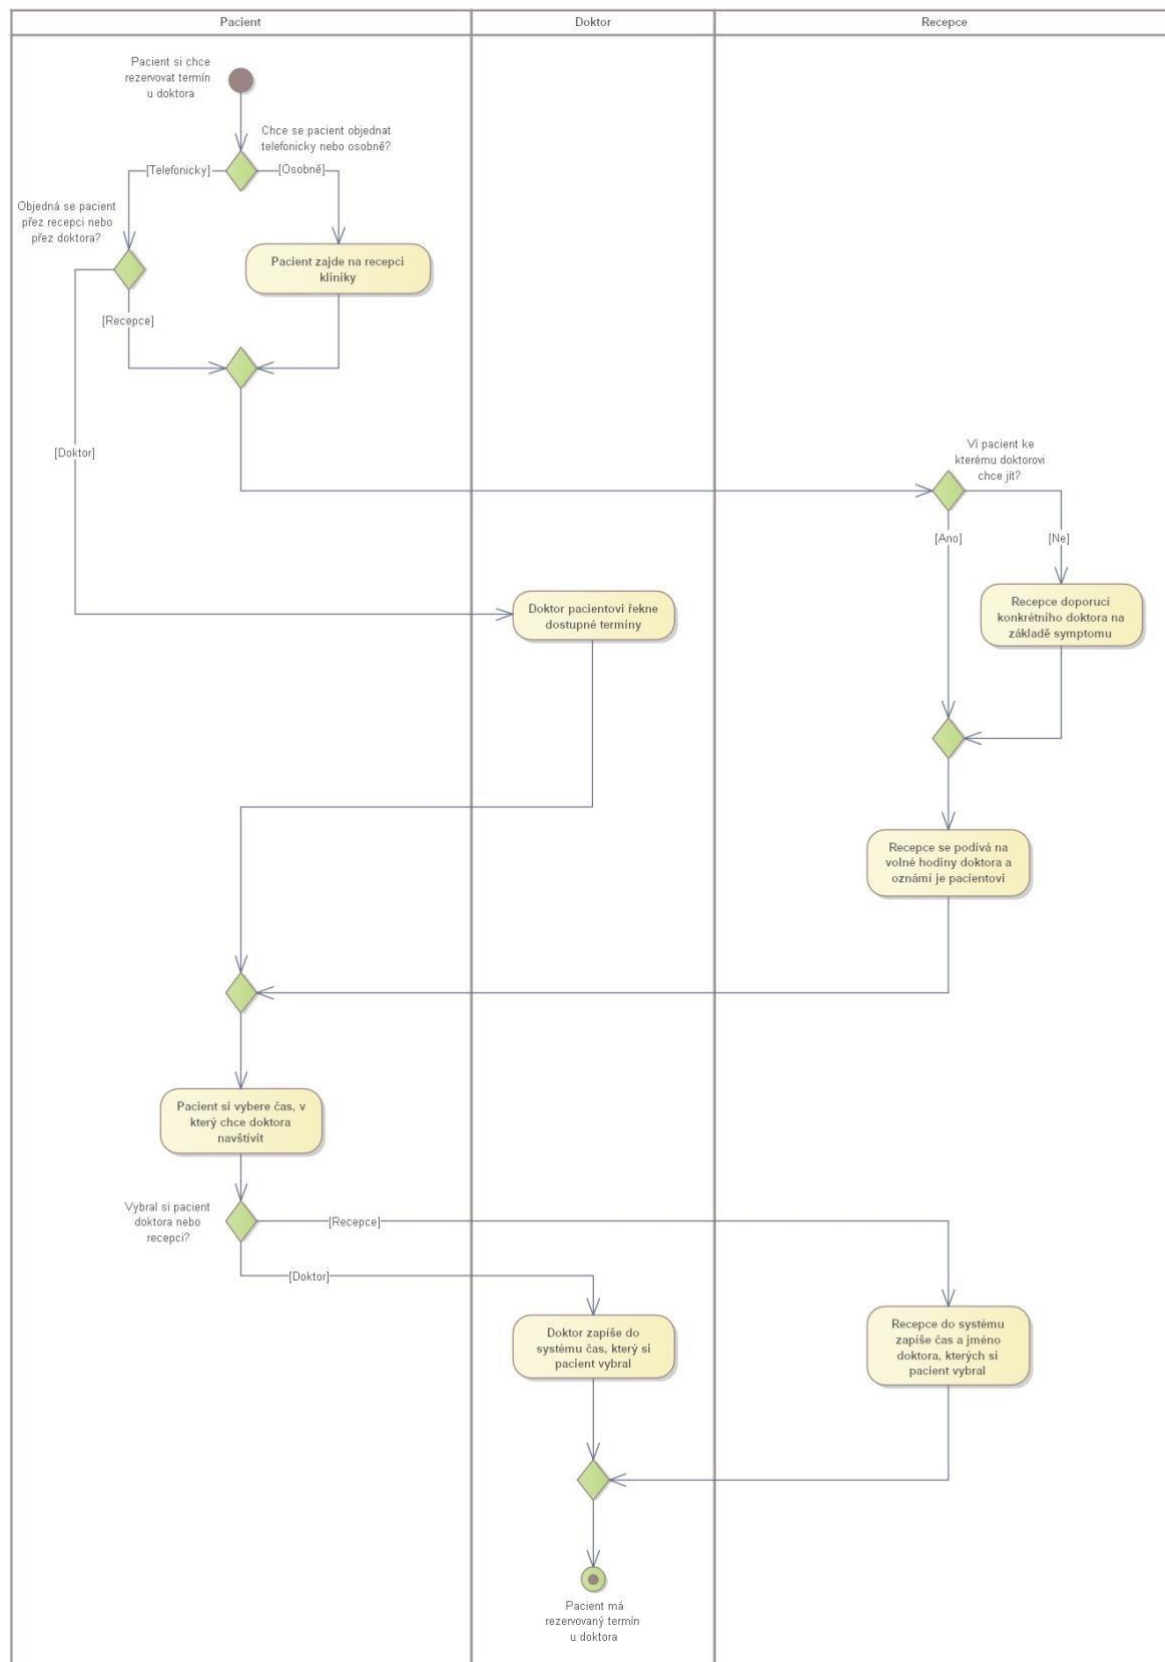 Pacient
Doktor
Recepce
Pacient si chce
rezervovat termín
u doktora
Chce se pacient objednat
telefonicky nebo osobně?
[Telefonicky]
[Osobně]
Objedná se pacient
přez recepci nebo
přez doktora?
Pacient zajde na recepci
kliniky
[Recepce]
[Doktor]
Ví pacient ke
kterému doktorovi
chce jít?
[Ano]
[Ne]
Doktor pacientovi řekne
dostupné termíny
Recepce doporucí
konkrétního doktora na
základě symptomu
Recepce se podívá na
volné hodiny doktora a
oznámí je pacientovi
Pacient si vybere čas, v
který chce doktora
navštívit
Vybral si pacient
doktora nebo
recepci?
[Recepce]
[Doktor]
Doktor zapíše do
systému čas, který si
pacient vybral
Recepce do systému
zapíše čas a jméno
doktora, kterých si
pacient vybral
Pacient má
rezervovaný termín
u doktora